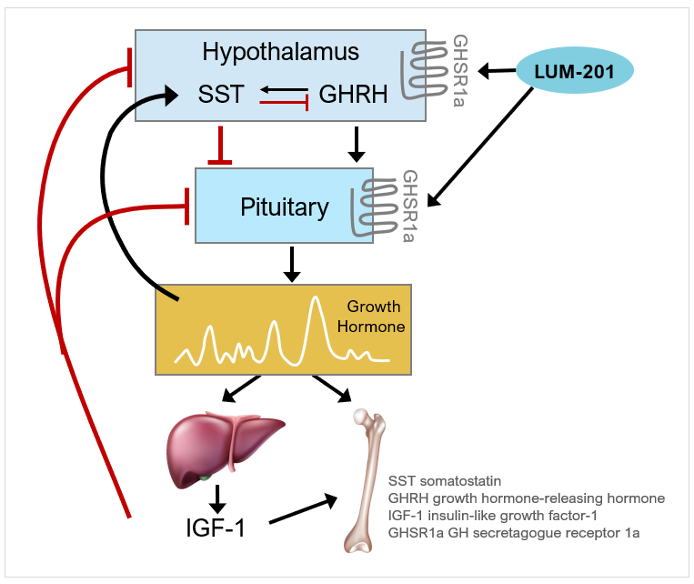 Hypothalamus
SST
GHRH
GHSR1a
LUM-201
Pituitary
GHSR1a
Growth
Hormone
IGF-1
SST somatostatin
GHRH growth hormone-releasing hormone
IGF-1 insulin-like growth factor-1
GHSR1a GH secretagogue receptor 1a